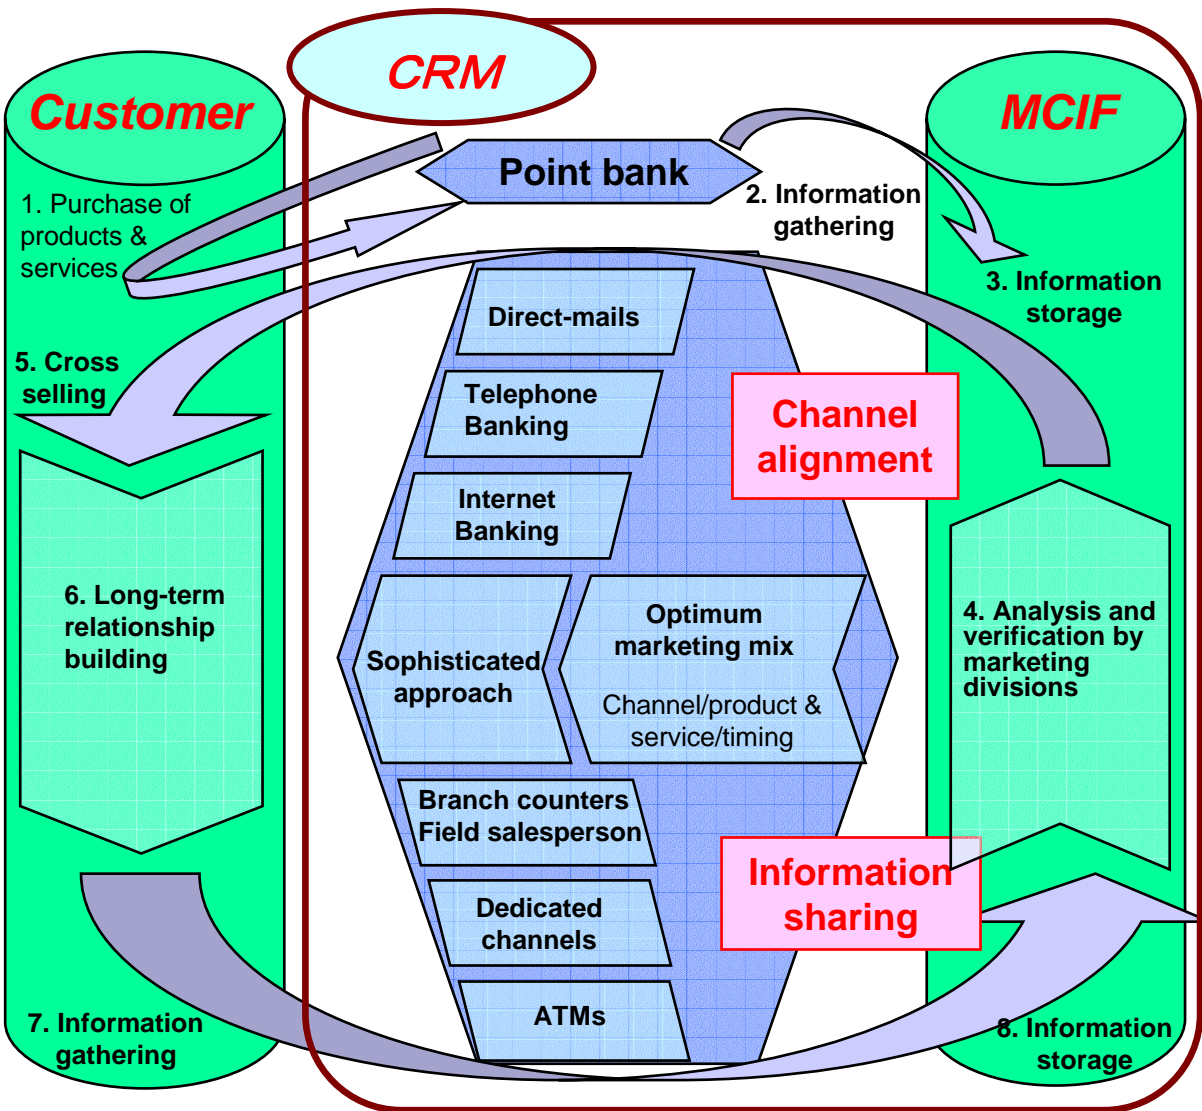 CRM
Customer
MCIF
Point bank
1. Purchase of
products &
services
2. Information
gathering
3. Information
storage
Direct-mails
5. Cross
selling
Telephone
Banking
Channel
alignment
Internet
Banking
6. Long-term
relationship
building
Sophisticated
approach
Optimum
marketing mix
Channel/product &
service/timing
4. Analysis and
verification by
marketing
divisions
Branch counters
Field salesperson
Information
sharing
Dedicated
channels
ATMs
7. Information
gathering
8. Information
storage